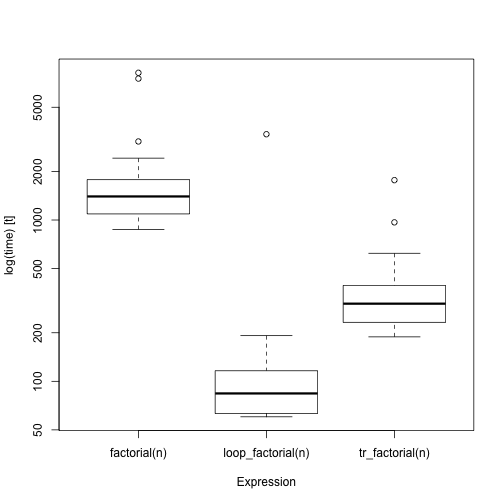 log(time) [t]
5000
2000
1000
500
200
100
50
factorial(n)
loop_factorial(n)
tr_factorial(n)
Expression